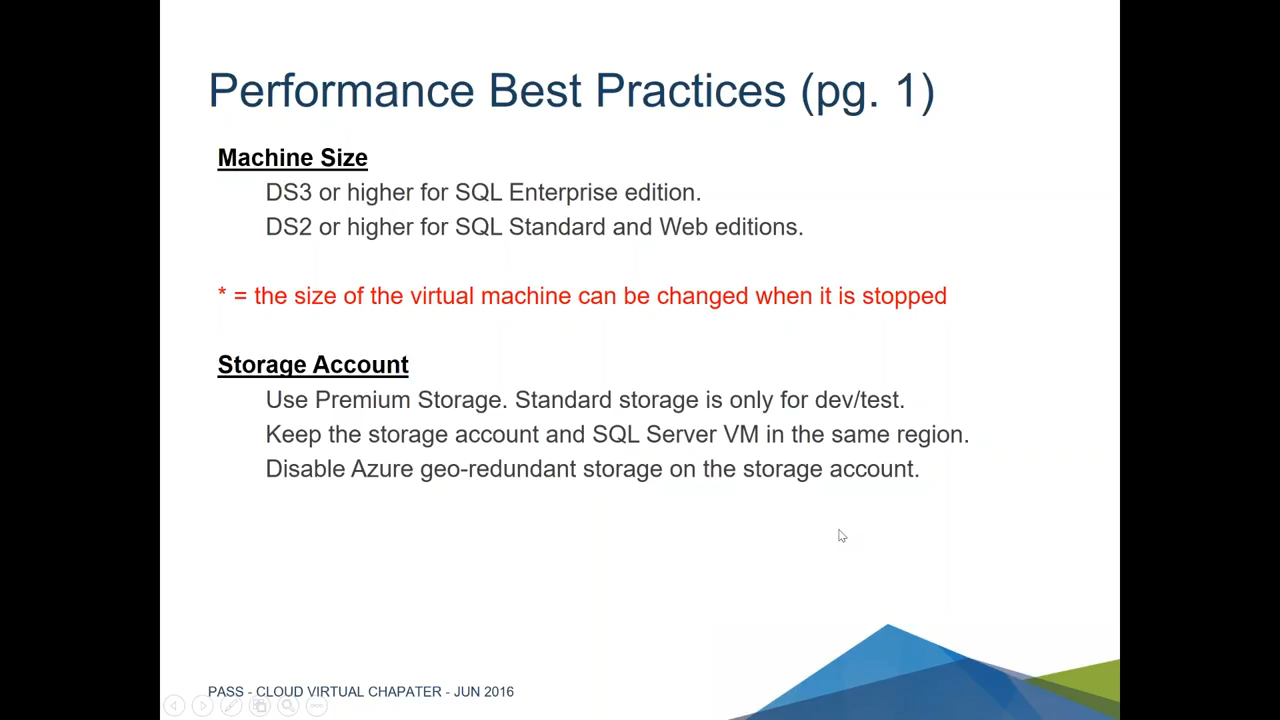 Performance Best Practices (pg. 1)
Machine Size
DS3 or higher for SQL Enterprise edition.
DS2 or higher for SQL Standard and Web editions.
* = the size of the virtual machine can be changed when it is stopped
Storage Account
Use Premium Storage. Standard storage is only for dev/test.
Keep the storage account and SQL Server VM in the same region.
Disable Azure geo-redundant storage on the storage account.
PASS - CLOUD VIRTUAL CHAPATER - JUN 2016